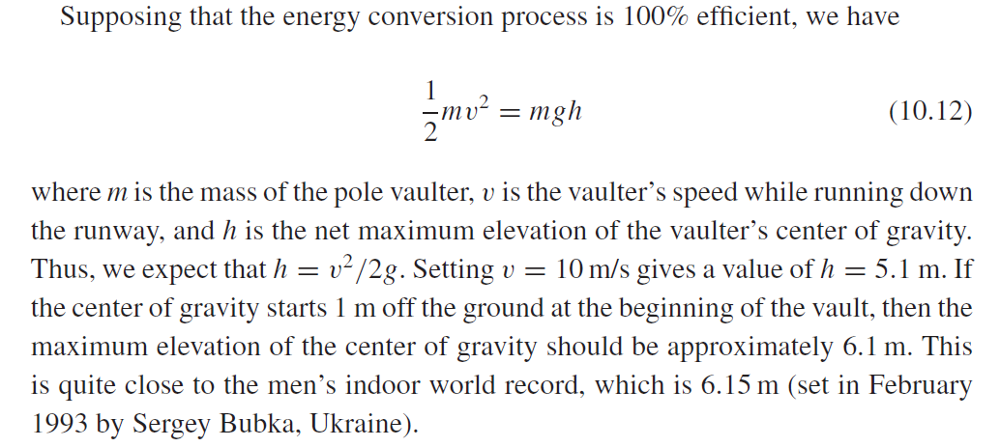 Supposing that the energy conversion process is 100% efficient, we have
1/2 mv² = mgh (10.12)
where m is the mass of the pole vaulter, v is the vaulter's speed while running down
the runway, and h is the net maximum elevation of the vaulter's center of gravity.
Thus, we expect that h = v²/2g. Setting v = 10 m/s gives a value of h = 5.1 m. If
the center of gravity starts 1 m off the ground at the beginning of the vault, then the
maximum elevation of the center of gravity should be approximately 6.1 m. This
is quite close to the men's indoor world record, which is 6.15 m (set in February
1993 by Sergey Bubka, Ukraine).